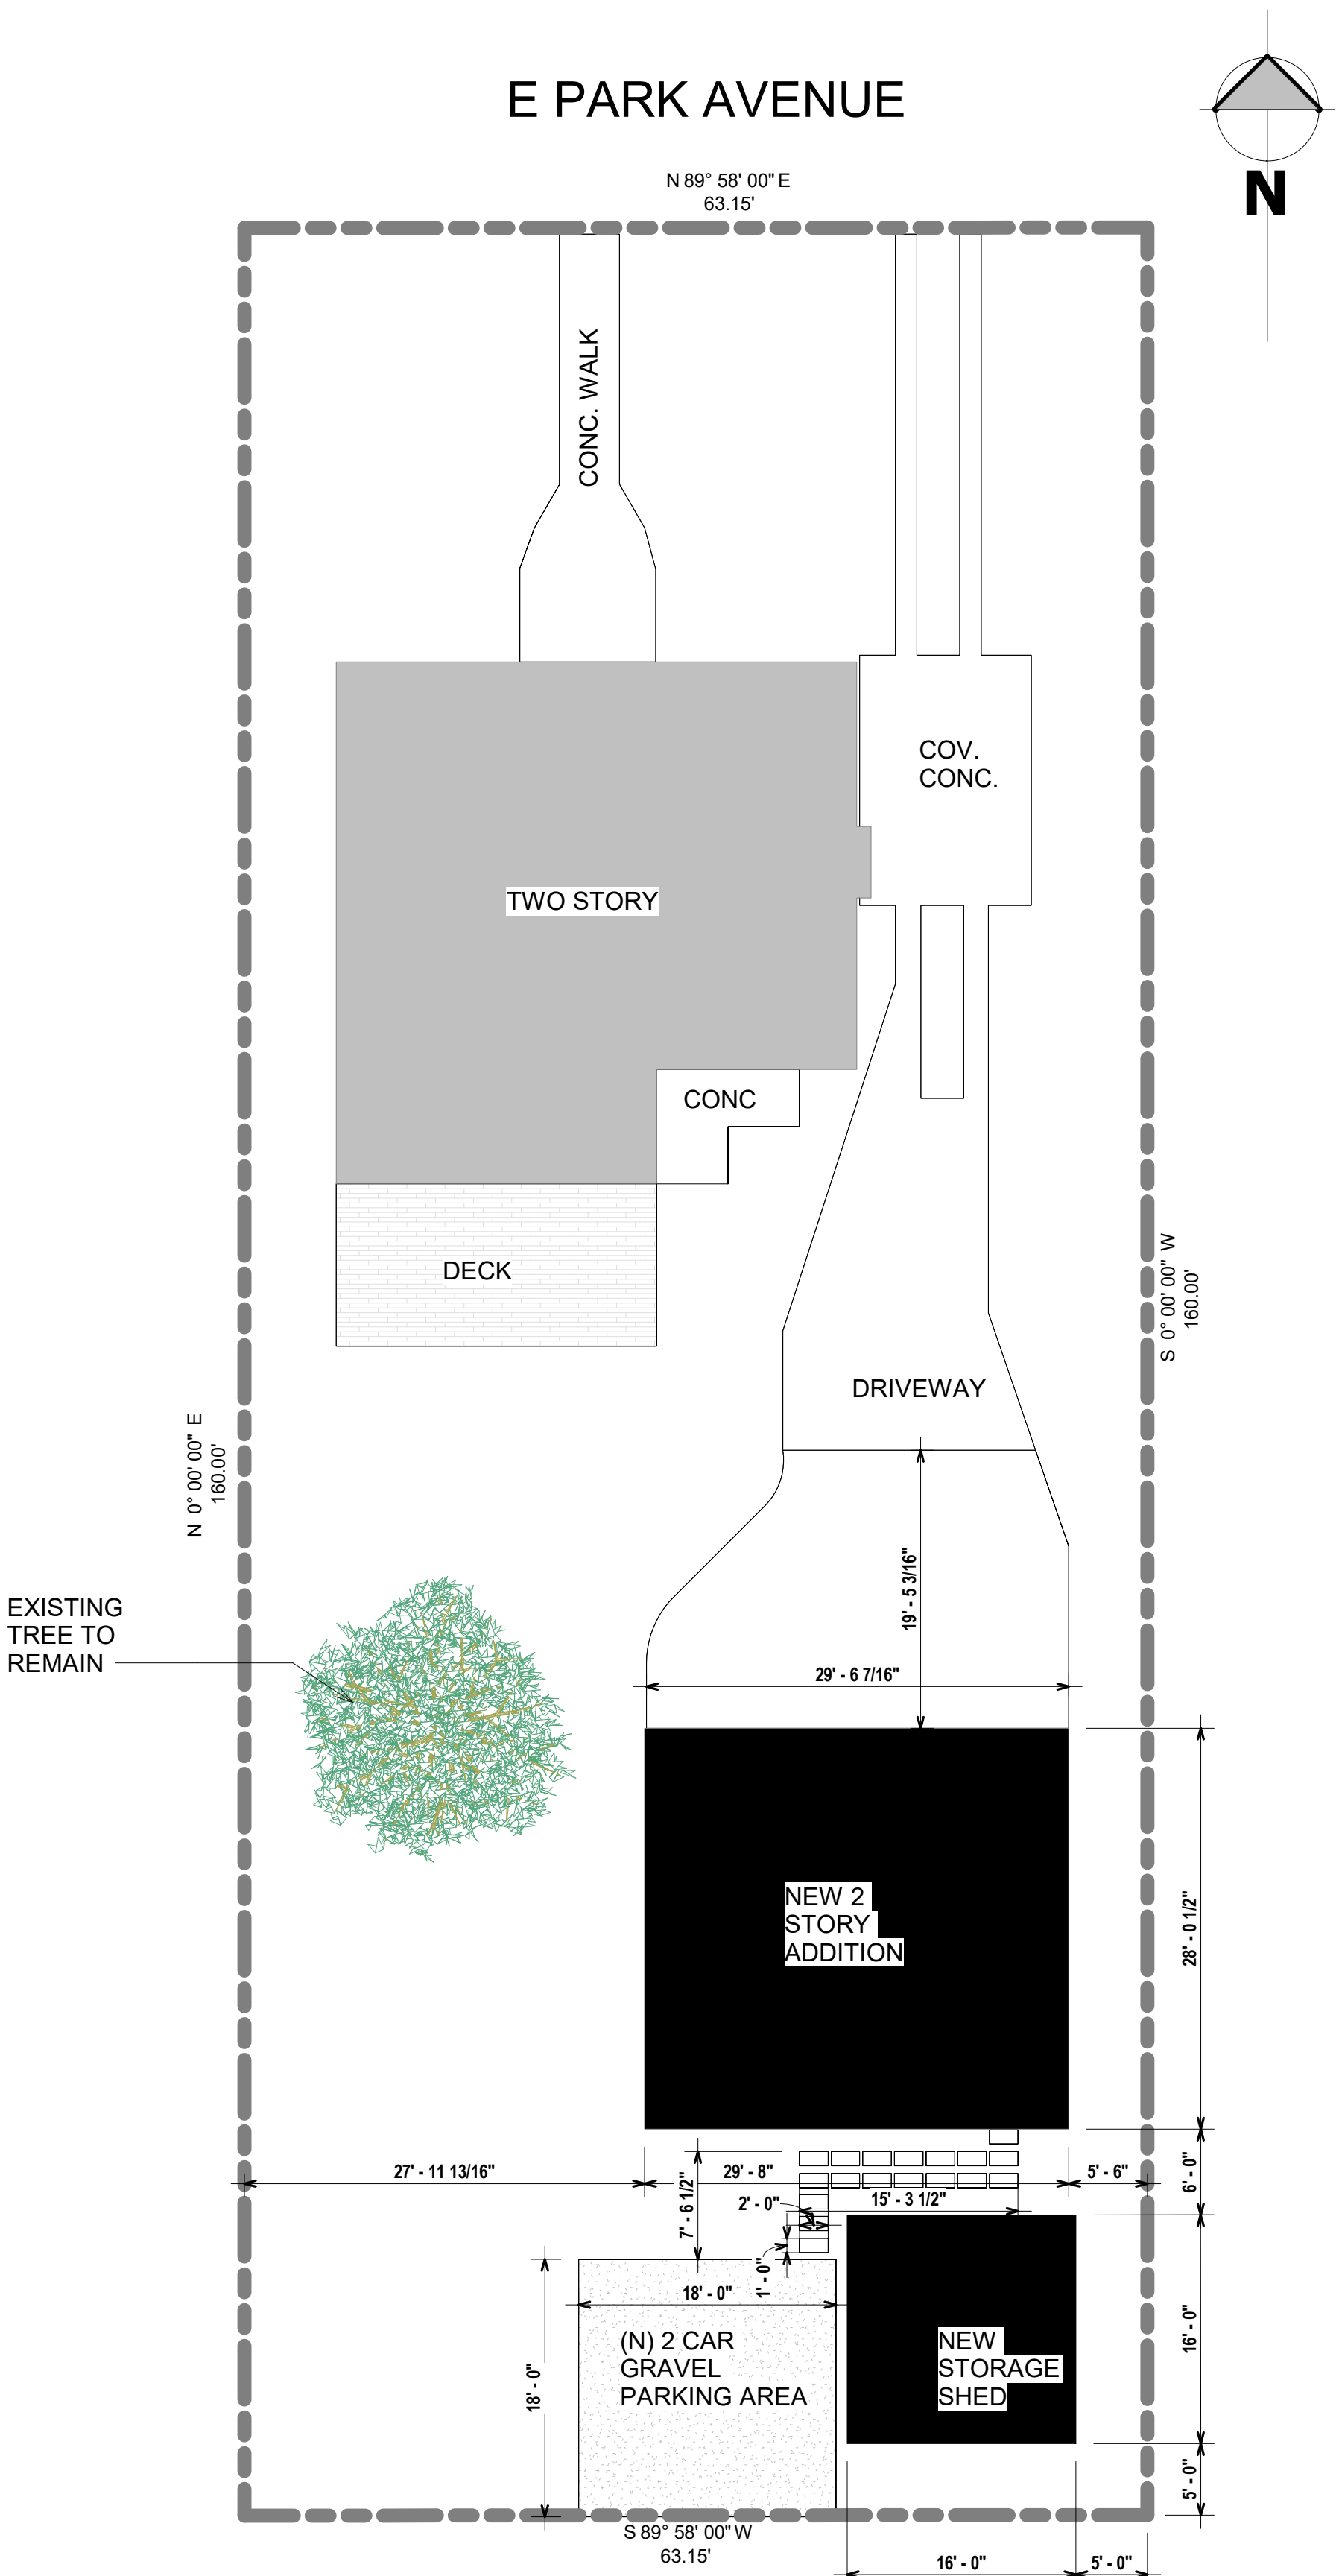 E PARK AVENUE
N
N 89° 58' 00" E
63.15'
CONC. WALK
COV.
CONC.
TWO STORY
CONC
DECK
S 0° 00' 00" W
160.00'
DRIVEWAY
N 0° 00' 00" E
160.00'
19' - 5 3/16"
EXISTING
TREE TO
REMAIN
29' - 6 7/16"
NEW 2
STORY
ADDITION
28' - 0 1/2"
27' - 11 13/16"
29' - 8"
5' - 6"
6' - 0"
7' - 6 1/2"
2' - 0"
15' - 3 1/2"
1' - 0"
18' - 0"
18' - 0"
(N) 2 CAR
GRAVEL
PARKING AREA
NEW
STORAGE
SHED
16' - 0"
5' - 0"
S 89° 58' 00" W
63.15'
16' - 0"
5' - 0"